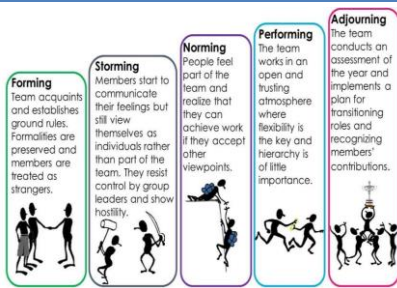 Forming
Team acquaints
and establishes
ground rules.
Formalities are
preserved and
members are
treated as
strangers.
Storming
Members start to
communicate
their feelings but
still view
themselves as
individuals rather
than part of the
team. They resist
control by group
leaders and show
hostility.
Norming
People feel
part of the
team and
realize that
they can
achieve work
if they accept
other
viewpoints.
Performing
The team
works in an
open and
trusting
atmosphere
where
flexibility is
the key and
hierarchy is
of little
importance.
Adjourning
The team
conducts an
assessment of
the year and
implements a
plan for
transitioning
roles and
recognizing
members'
contributions.